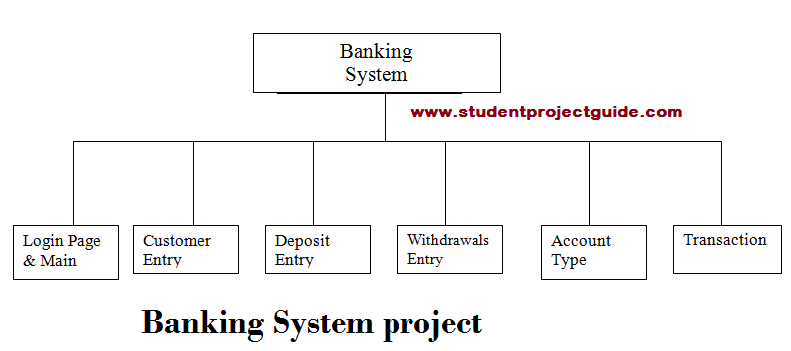 Banking
System
www.studentprojectguide.com
Login Page
& Main
Customer
Entry
Deposit
Entry
Withdrawals
Entry
Account
Type
Transaction
Banking System project